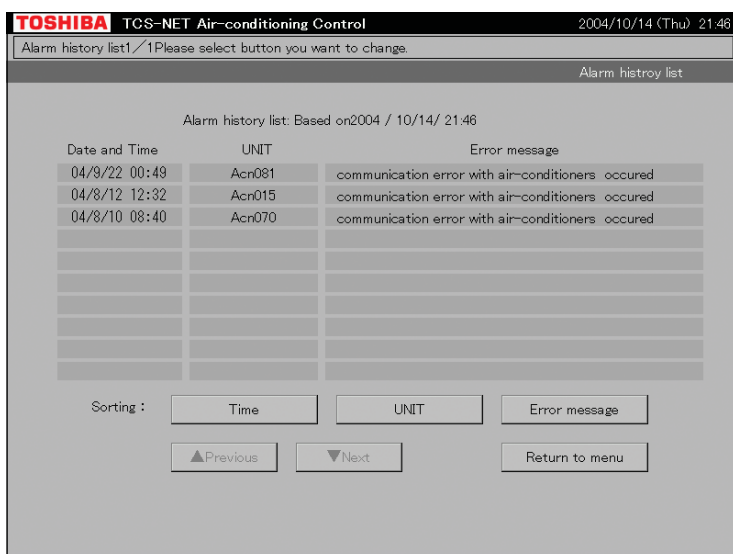 TOSHIBA TCS-NET Air-conditioning Control 2004/10/14 (Thu) 21:46
Alarm history list1／1Please select button you want to change.
Alarm histroy list
Alarm history list: Based on2004 / 10/14/ 21:46
Date and Time UNIT Error message
04/9/22 00:49 Acn081 communication error with air-conditioners occured
04/8/12 12:32 Acn015 communication error with air-conditioners occured
04/8/10 08:40 Acn070 communication error with air-conditioners occured
Sorting : Time UNIT Error message
▲Previous ▼Next Return to menu